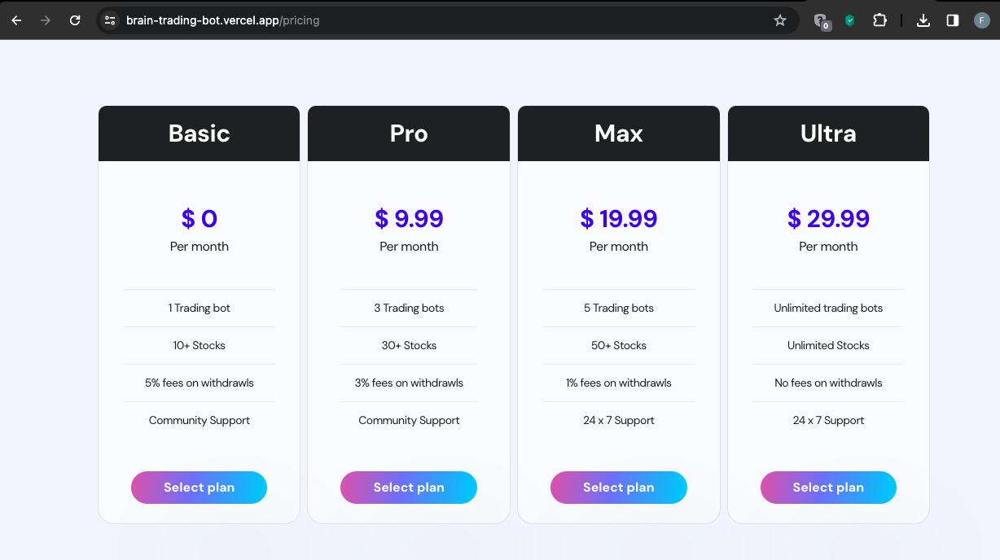 brain-trading-bot.vercel.app/pricing
0
F
Basic
$ 0
Per month
1 Trading bot
10+ Stocks
5% fees on withdrawls
Community Support
Select plan
Pro
$ 9.99
Per month
3 Trading bots
30+ Stocks
3% fees on withdrawls
Community Support
Select plan
Max
$ 19.99
Per month
5 Trading bots
50+ Stocks
1% fees on withdrawls
24 x 7 Support
Select plan
Ultra
$ 29.99
Per month
Unlimited trading bots
Unlimited Stocks
No fees on withdrawls
24 x 7 Support
Select plan